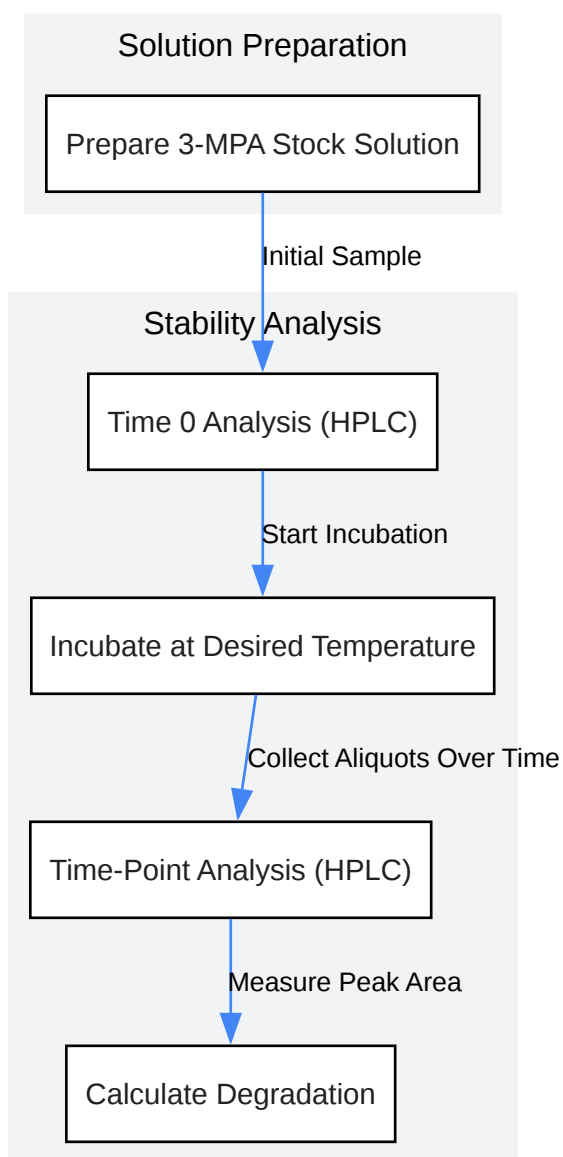 Solution Preparation
Prepare 3-MPA Stock Solution
Initial Sample
Stability Analysis
Time 0 Analysis (HPLC)
Start Incubation
Incubate at Desired Temperature
Collect Aliquots Over Time
Time-Point Analysis (HPLC)
Measure Peak Area
Calculate Degradation